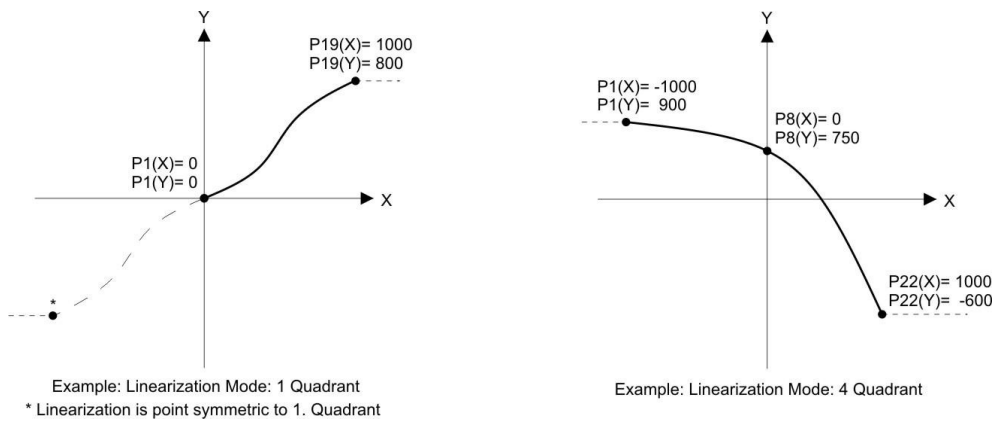 Y
P19(X)= 1000
P19(Y)= 800
P1(X)= 0
P1(Y)= 0
X
*
Example: Linearization Mode: 1 Quadrant
* Linearization is point symmetric to 1. Quadrant
Y
P1(X)= -1000
P1(Y)= 900
P8(X)= 0
P8(Y)= 750
X
P22(X)= 1000
P22(Y)= -600
Example: Linearization Mode: 4 Quadrant